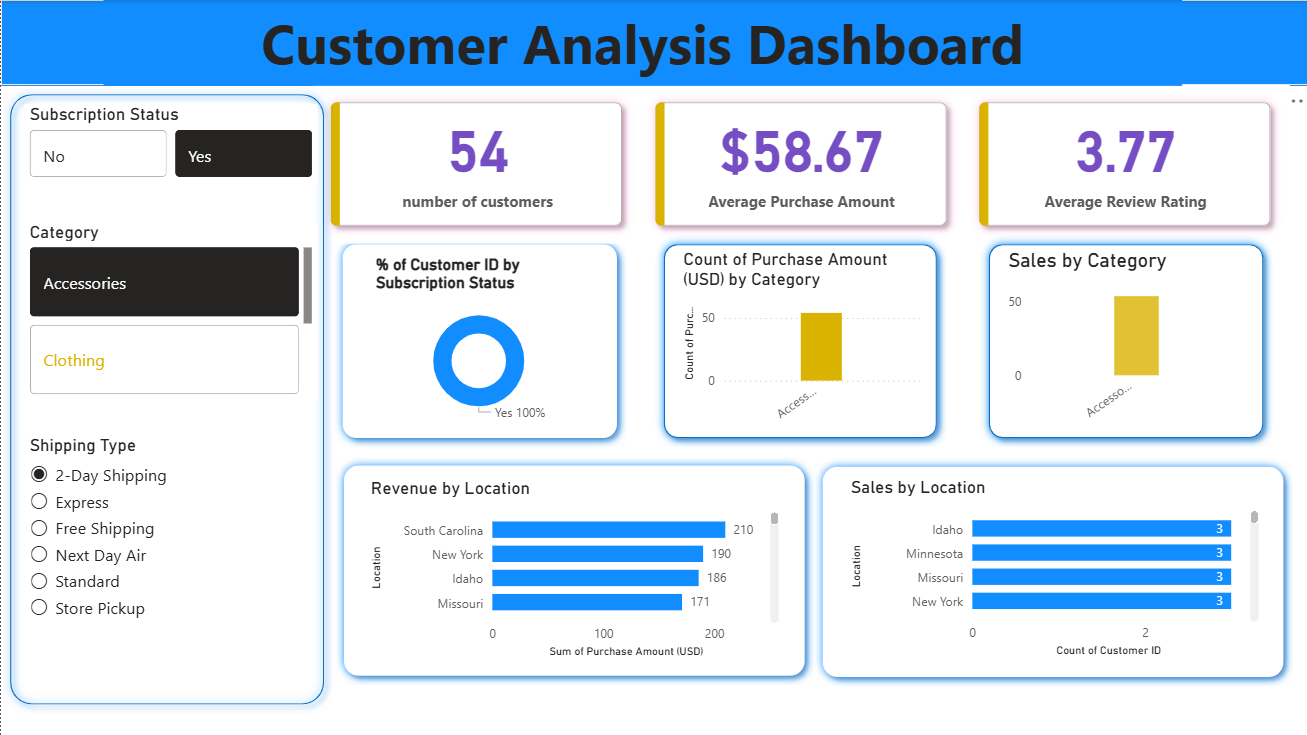 Customer Analysis Dashboard
Subscription Status
No
Yes
Category
Accessories
Clothing
Shipping Type
2-Day Shipping
Express
Free Shipping
Next Day Air
Standard
Store Pickup
54
number of customers
$58.67
Average Purchase Amount
3.77
Average Review Rating
% of Customer ID by
Subscription Status
Yes 100%
Count of Purchase Amount
(USD) by Category
Count of Purc...
50
0
Access...
Sales by Category
50
0
Accesso...
Revenue by Location
Location
South Carolina 210
New York 190
Idaho 186
Missouri 171
0 100 200
Sum of Purchase Amount (USD)
Sales by Location
Location
Idaho 3
Minnesota 3
Missouri 3
New York 3
0 2
Count of Customer ID